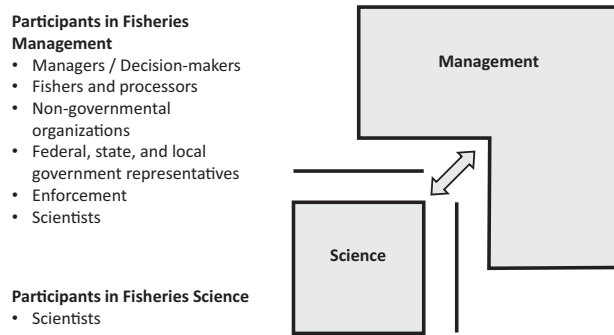 Participants in Fisheries
Management
• Managers / Decision-makers
• Fishers and processors
• Non-governmental
organizations
• Federal, state, and local
government representatives
• Enforcement
• Scientists
Participants in Fisheries Science
• Scientists
Management
Science